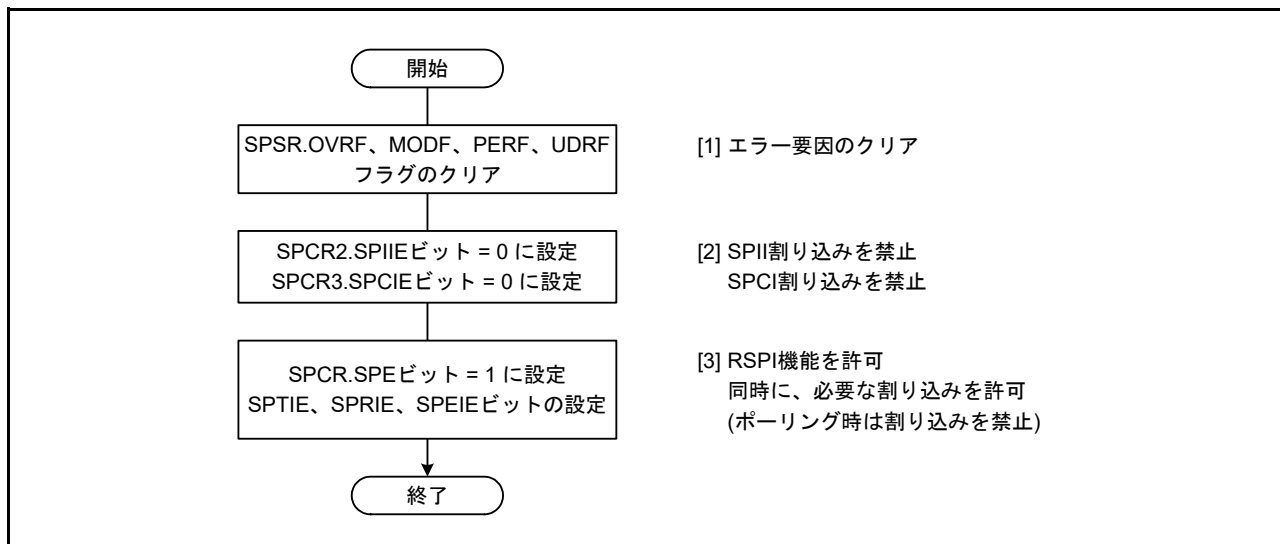 開始
SPSR.OVRF、MODF、PERF、UDRF
フラグのクリア
[1] エラー要因のクリア
SPCR2.SPIIEビット = 0 に設定
SPCR3.SPCIEビット = 0 に設定
[2] SPII割り込みを禁止
SPCI割り込みを禁止
SPCR.SPEビット = 1 に設定
SPTIE、SPRIE、SPEIEビットの設定
[3] RSPI機能を許可
同時に、必要な割り込みを許可
(ポーリング時は割り込みを禁止)
終了